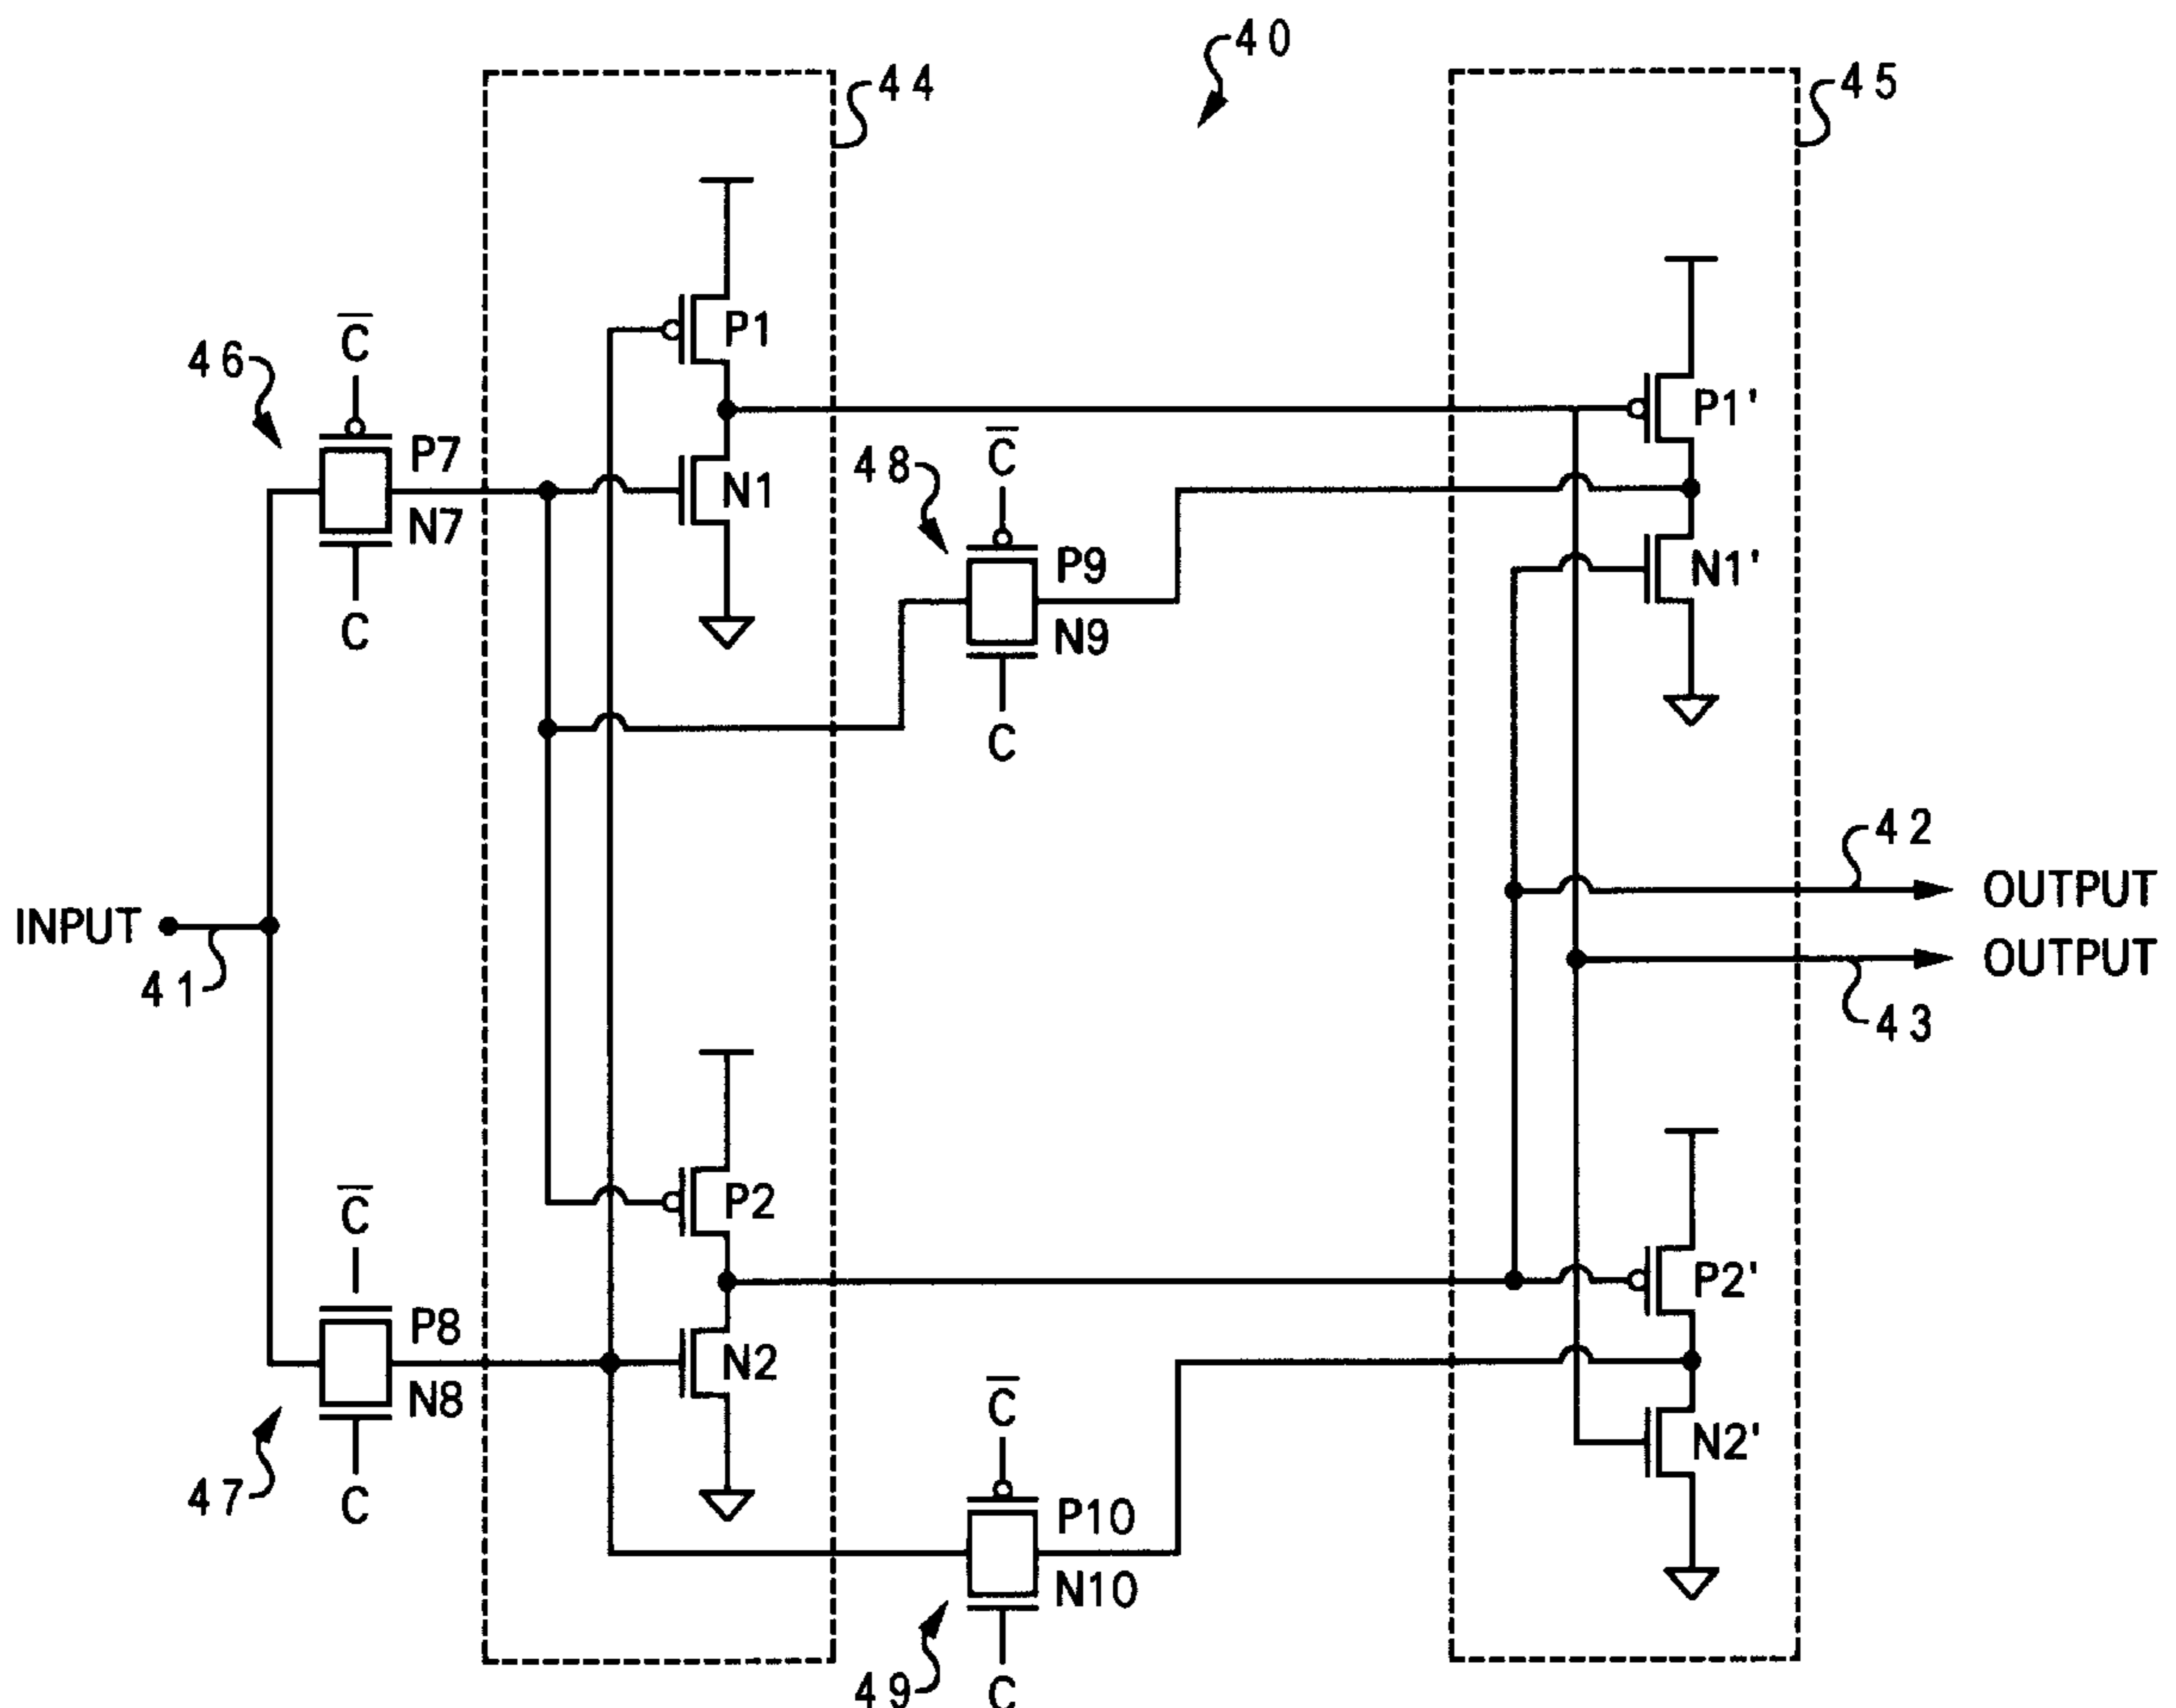 40
44
45
C̅
P1
46
P7
P1'
C̅
48
N1
N7
P9
N1'
C
N9
C
42
OUTPUT
INPUT
OUTPUT
41
43
C̅
P2
P2'
P8
N2
C̅
N8
N2'
47
C
P10
N10
49
C